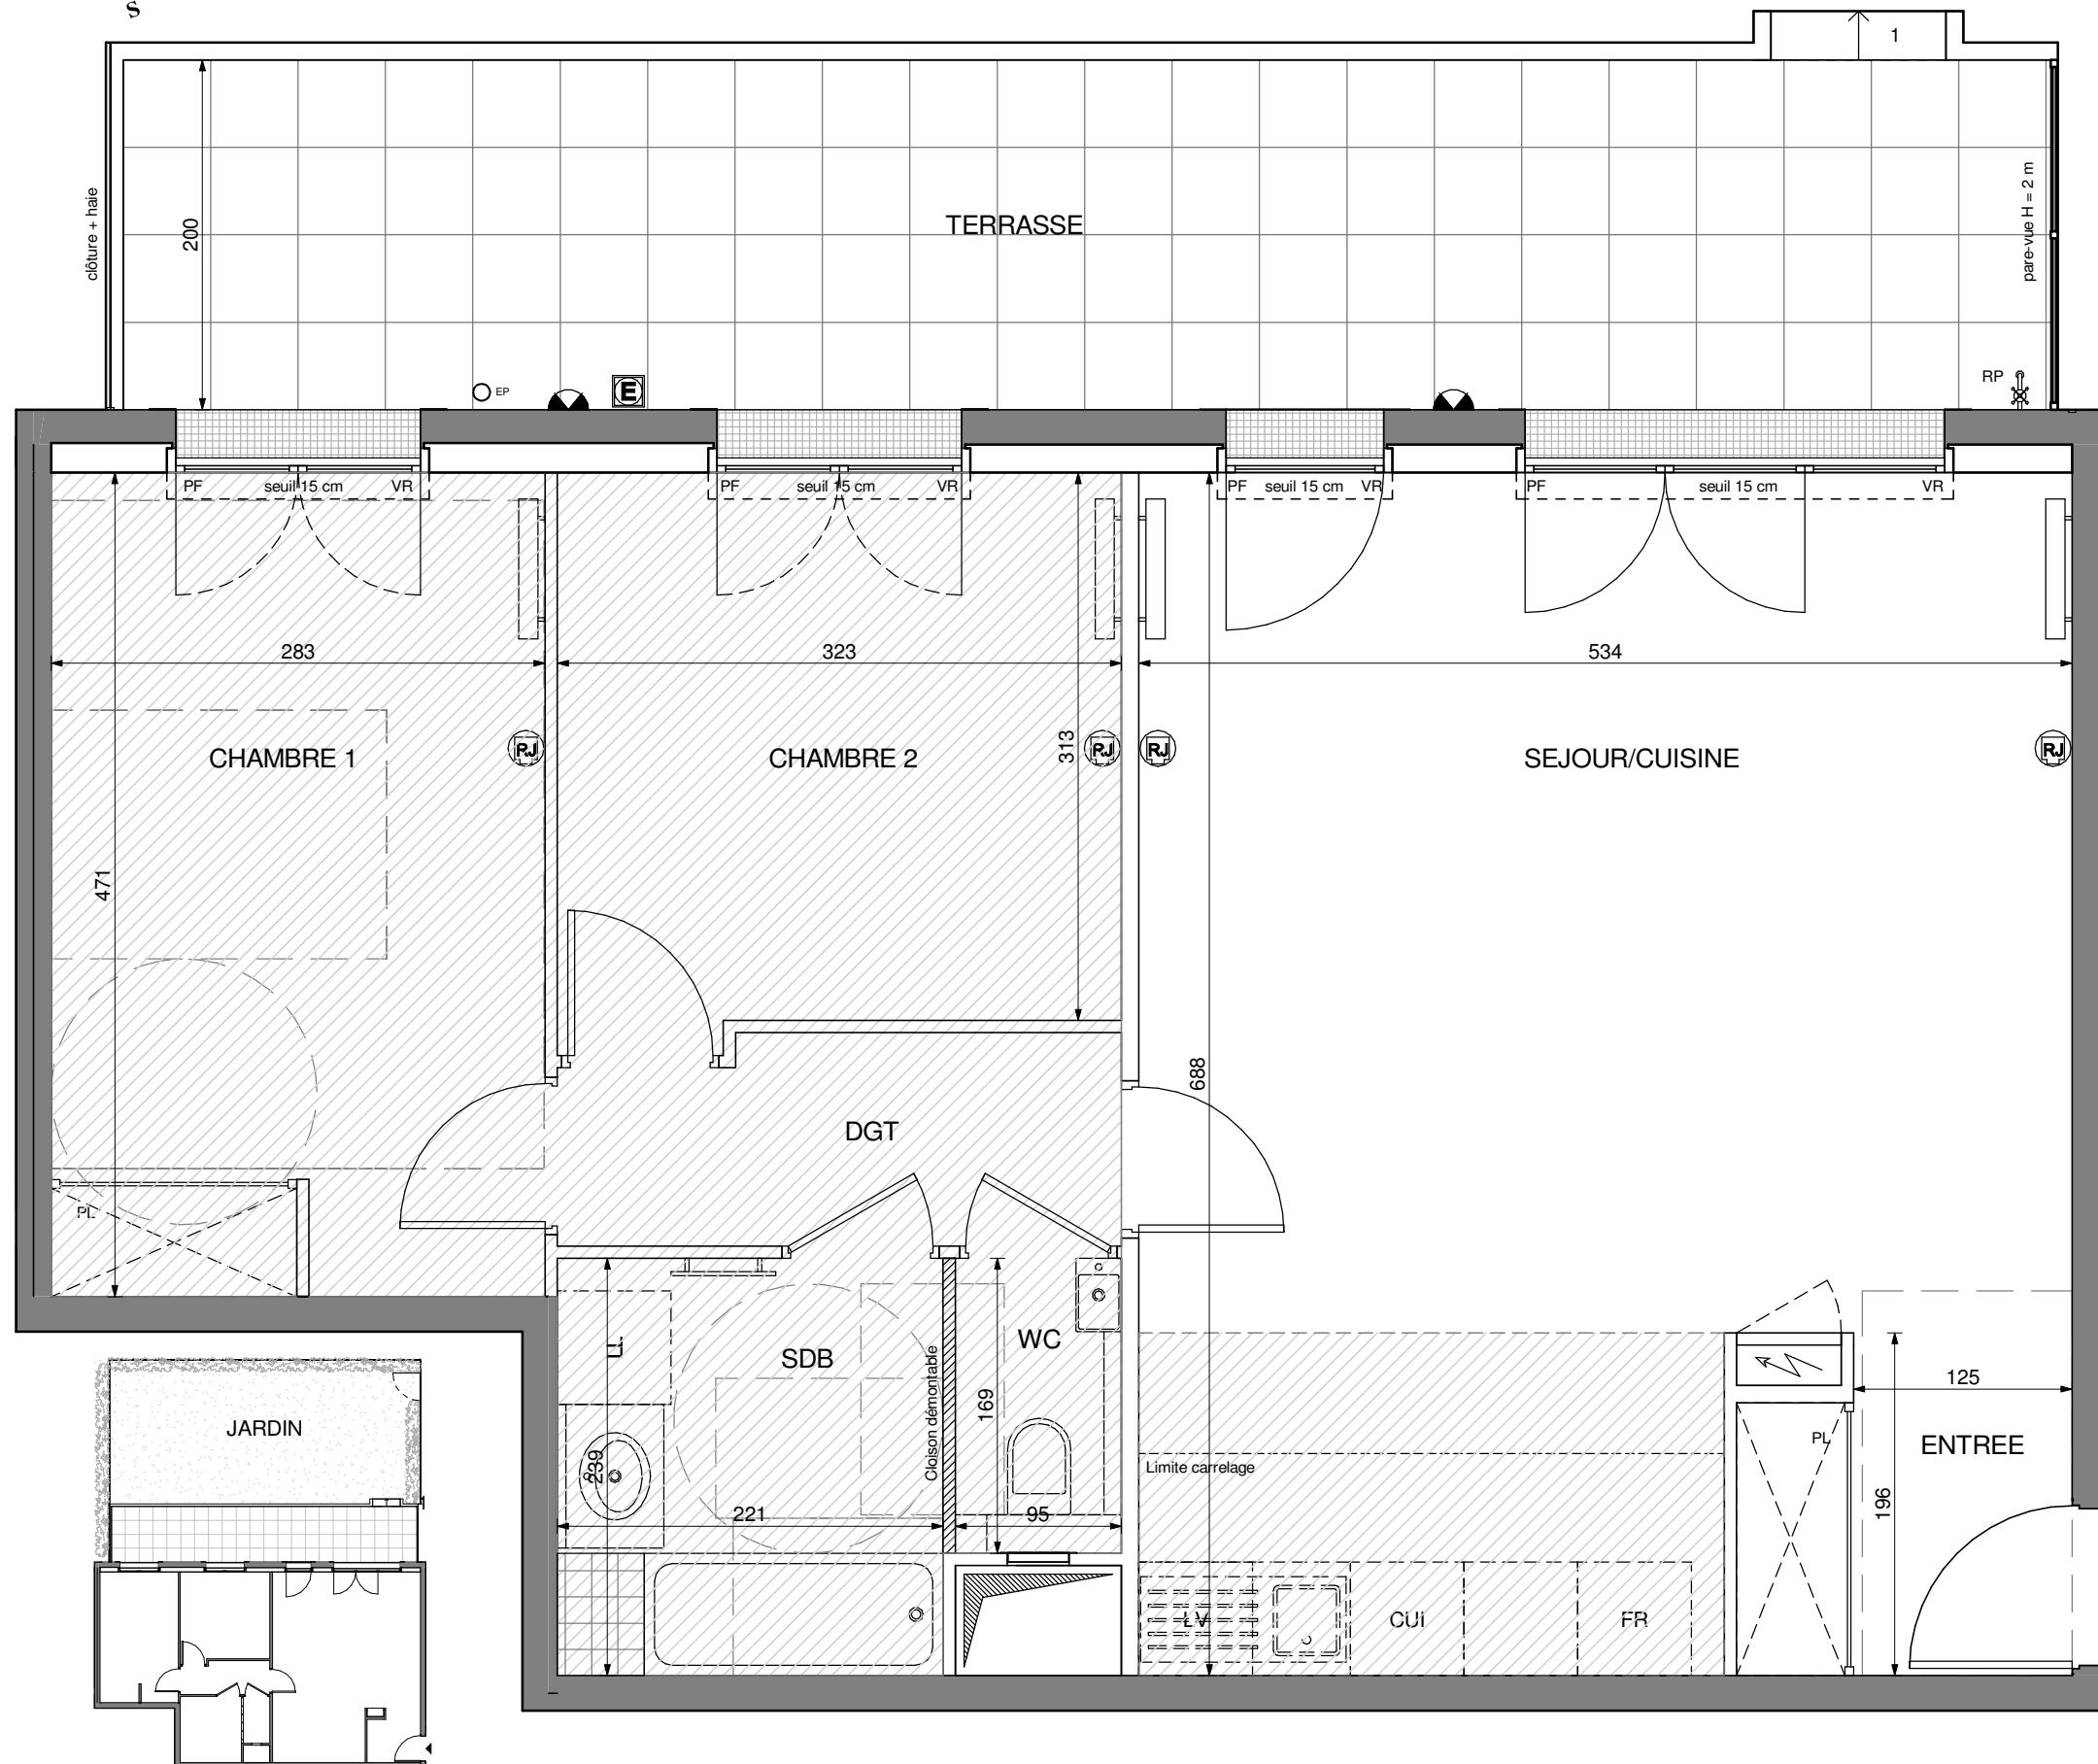 S
1
clôture + haie
200
TERRASSE
pare-vue H = 2 m
EP
E
RP
PF seuil 15 cm VR
PF seuil 15 cm VR
PF seuil 15 cm VR
PF seuil 15 cm VR
283
323
534
CHAMBRE 1
RJ
CHAMBRE 2
313
RJ
RJ
SEJOUR/CUISINE
RJ
471
688
DGT
PL
LL
SDB
Cloison démontable
WC
169
239
221
95
Limite carrelage
LV
CUI
FR
PL
125
ENTREE
196
JARDIN